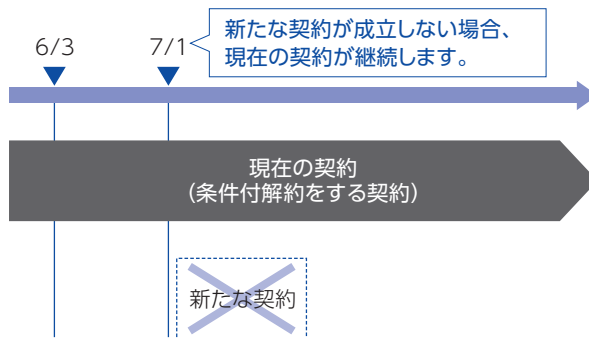 6/3
7/1
新たな契約が成立しない場合、
現在の契約が継続します。
現在の契約
（条件付解約をする契約）
新たな契約